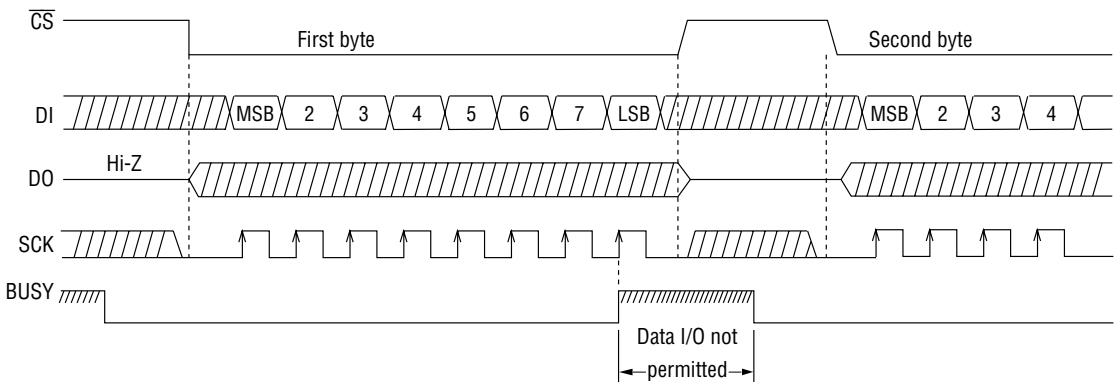 CS
First byte
Second byte
DI MSB 2 3 4 5 6 7 LSB MSB 2 3 4
Hi-Z
DO
SCK
BUSY
Data I/O not
permitted